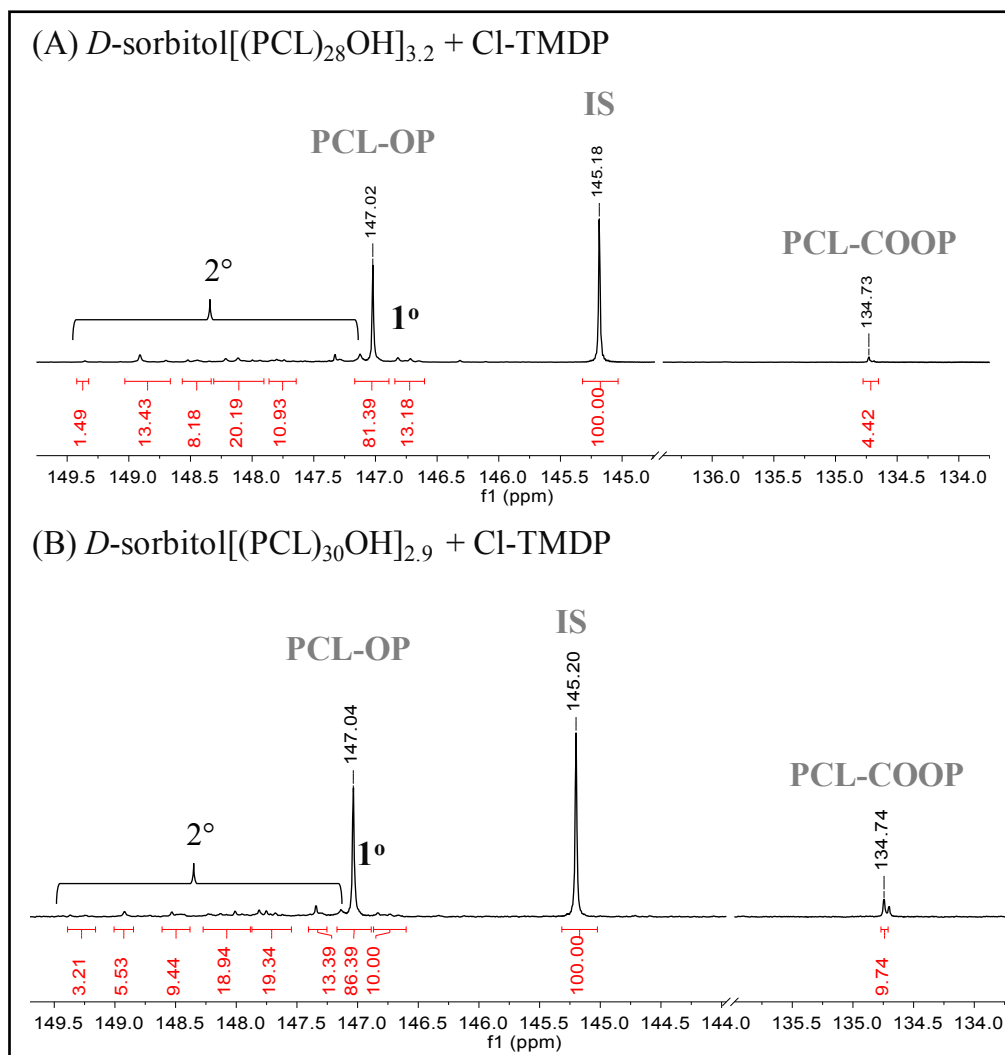 (A) D-sorbitol[(PCL)₂₈OH]₃.₂ + Cl-TMDP
IS
PCL-OP
145.18
147.02
PCL-COOP
134.73
2°
1º
1.49 13.43 8.18 20.19 10.93 81.39 13.18 100.00 4.42
149.5 149.0 148.5 148.0 147.5 147.0 146.5 146.0 145.5 145.0 136.0 135.5 135.0 134.5 134.0
f1 (ppm)
(B) D-sorbitol[(PCL)₃₀OH]₂.₉ + Cl-TMDP
IS
PCL-OP
145.20
147.04
PCL-COOP
134.74
2°
1º
3.21 5.53 9.44 18.94 19.34 13.39 86.39 10.00 100.00 9.74
149.5 149.0 148.5 148.0 147.5 147.0 146.5 146.0 145.5 145.0 144.5 144.0 135.5 135.0 134.5 134.0
f1 (ppm)